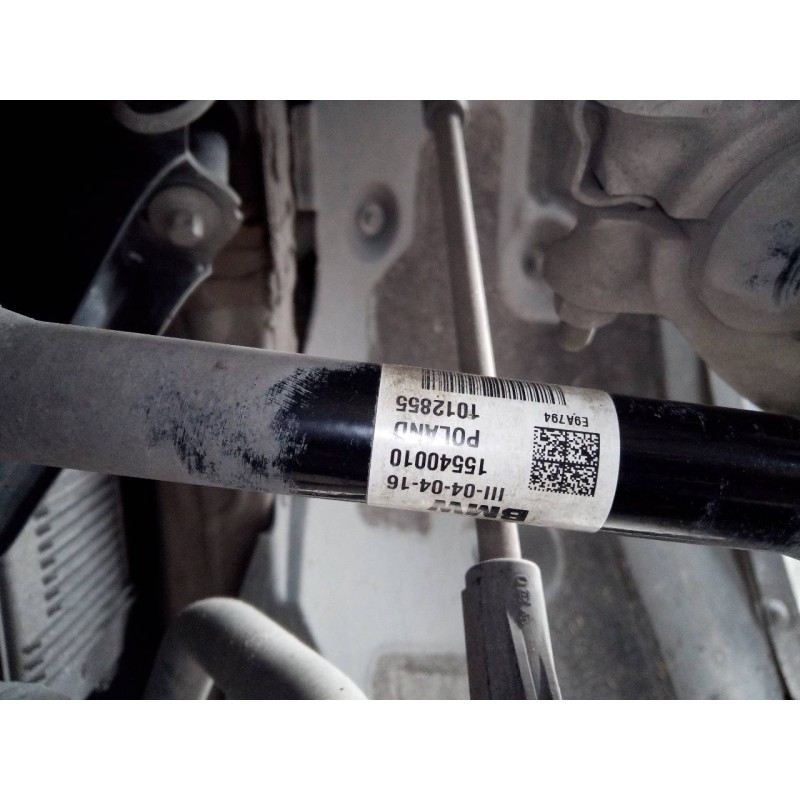 BMW
III-04-04-16
15540010
POLAND
1012855
E9A794